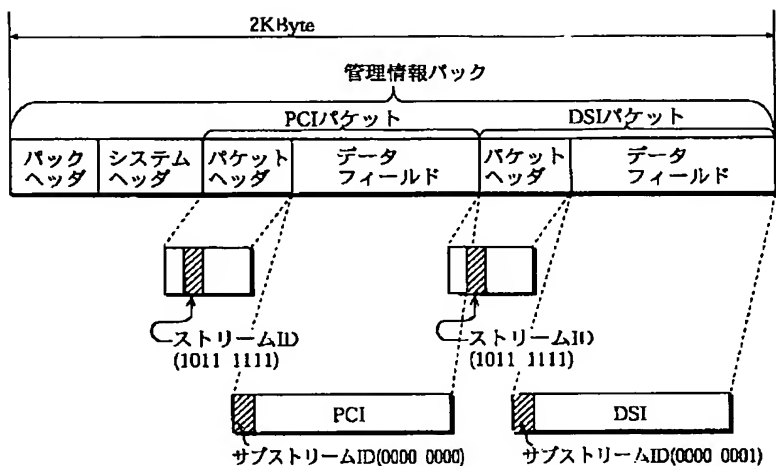 2KByte
管理情報パック
PCIパケット
DSIパケット
パック
ヘッダ
システム
ヘッダ
パケット
ヘッダ
データ
フィールド
パケット
ヘッダ
データ
フィールド
ストリームID
(1011 1111)
ストリームID
(1011 1111)
PCI
DSI
サブストリームID(0000 0000)
サブストリームID(0000 0001)